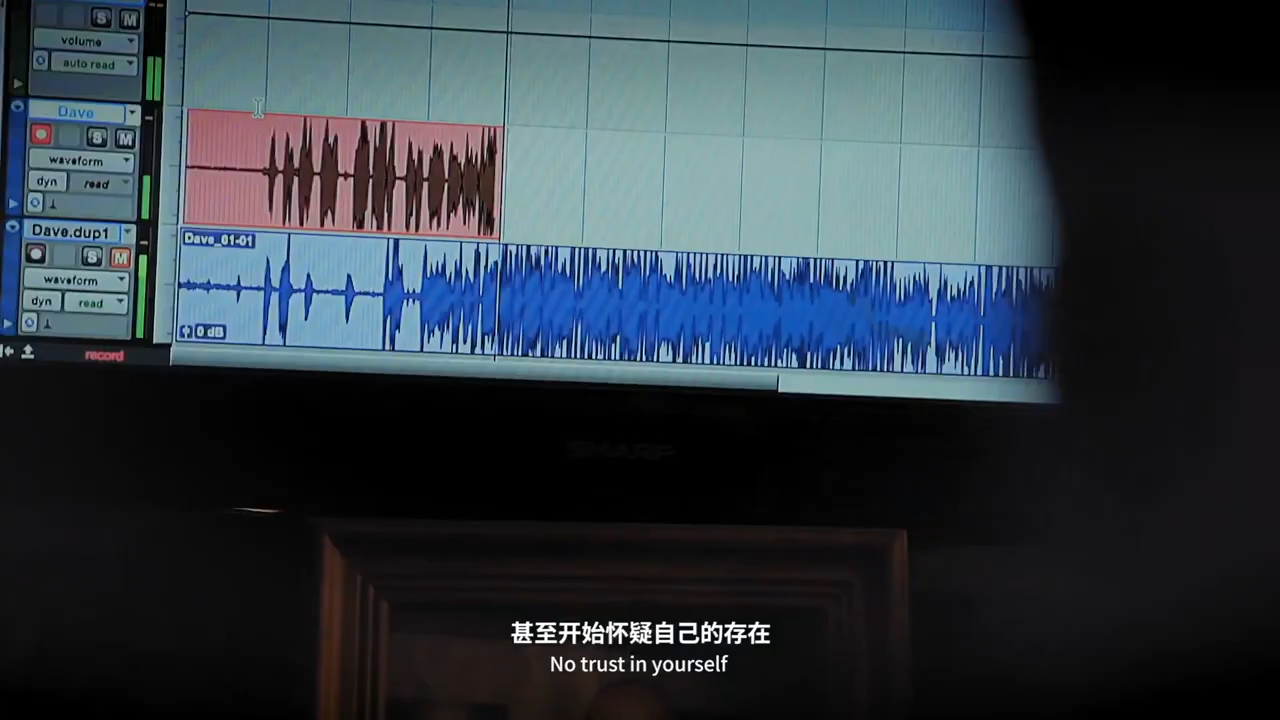 S M
volume
auto read
Dave
S M
waveform
dyn read
Dave.dup1
Dave_01-01
S M
waveform
dyn read
0 dB
record
SHARP
甚至开始怀疑自己的存在
No trust in yourself